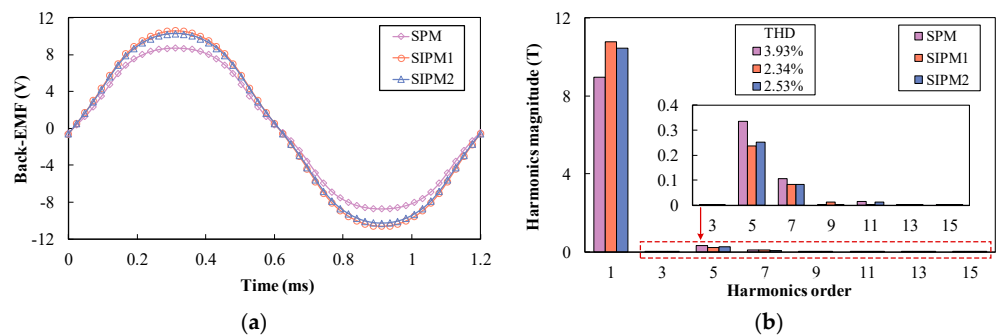 12
8
4
0
-4
-8
-12
Back-EMF (V)
SPM
SIPM1
SIPM2
0 0.2 0.4 0.6 0.8 1 1.2
Time (ms)
(a)
12
8
4
0
Harmonics magnitude (T)
THD
3.93%
2.34%
2.53%
SPM
SIPM1
SIPM2
0.4
0.3
0.2
0.1
0
3 5 7 9 11 13 15
1 3 5 7 9 11 13 15
Harmonics order
(b)